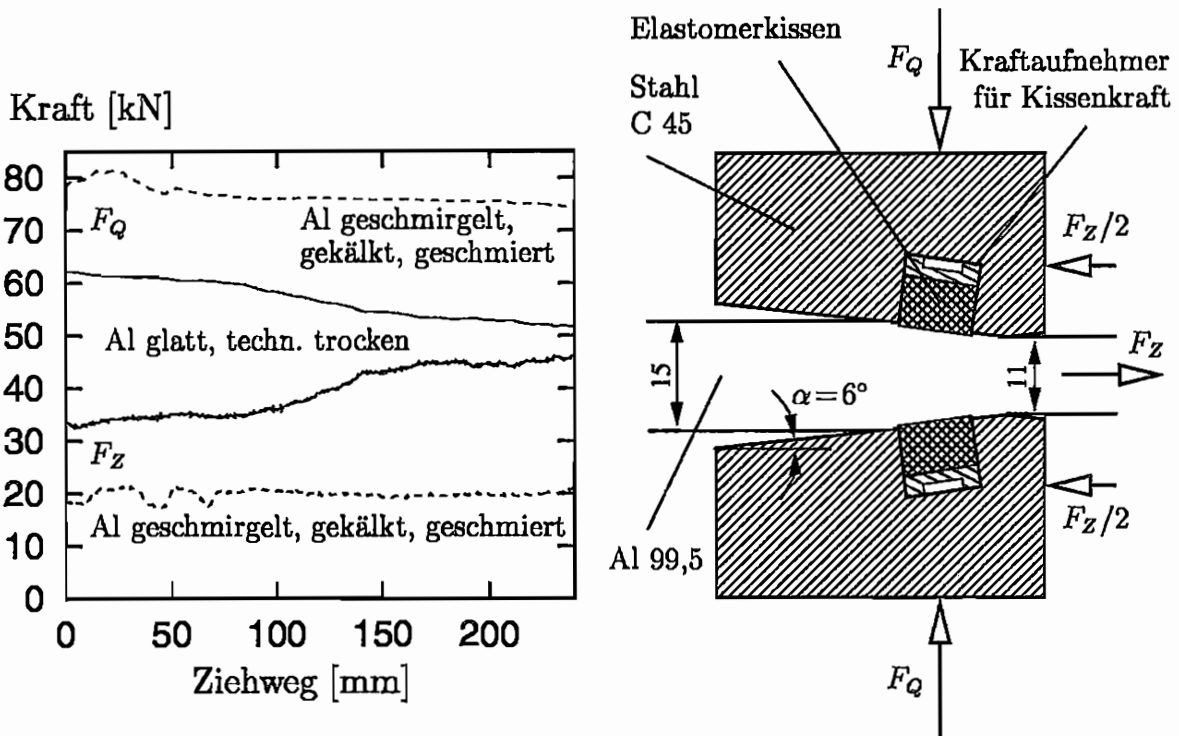 Kraft [kN]
80
70
60
50
40
30
20
10
0
F_Q
Al geschmirgelt,
gekälkt, geschmiert
Al glatt, techn. trocken
F_Z
Al geschmirgelt, gekälkt, geschmiert
0 50 100 150 200
Ziehweg [mm]
Elastomerkissen
Stahl
C 45
F_Q
Kraftaufnehmer
für Kissenkraft
F_Z/2
F_Z
15
α=6°
11
F_Z/2
Al 99,5
F_Q